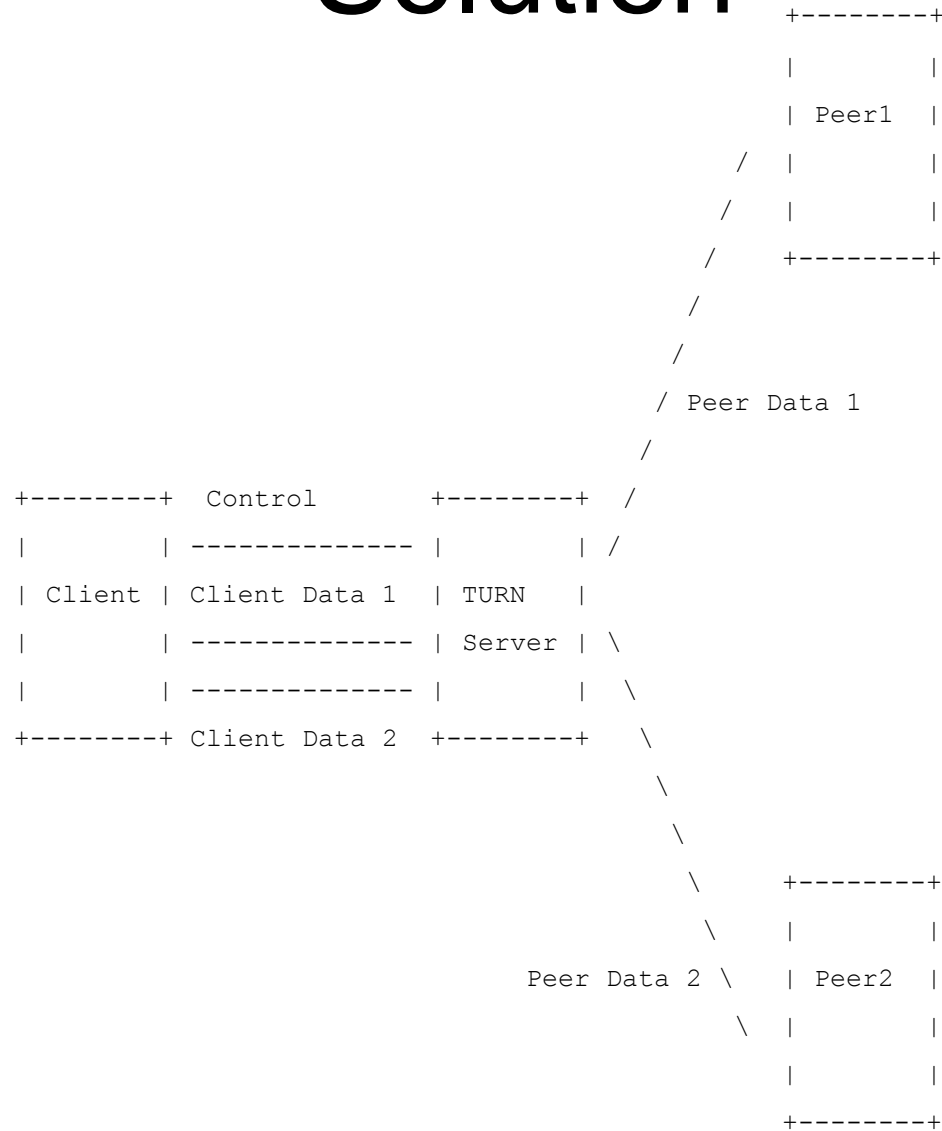 Solution
Peer1
Peer Data 1
Control
Client Data 1
Client
TURN
Server
Client Data 2
Peer Data 2
Peer2